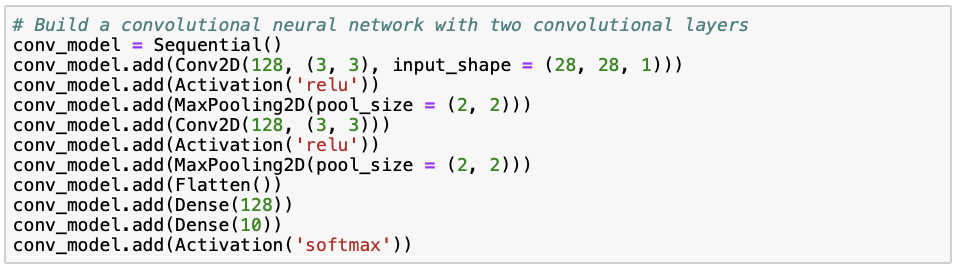 # Build a convolutional neural network with two convolutional layers
conv_model = Sequential()
conv_model.add(Conv2D(128, (3, 3), input_shape = (28, 28, 1)))
conv_model.add(Activation('relu'))
conv_model.add(MaxPooling2D(pool_size = (2, 2)))
conv_model.add(Conv2D(128, (3, 3)))
conv_model.add(Activation('relu'))
conv_model.add(MaxPooling2D(pool_size = (2, 2)))
conv_model.add(Flatten())
conv_model.add(Dense(128))
conv_model.add(Dense(10))
conv_model.add(Activation('softmax'))